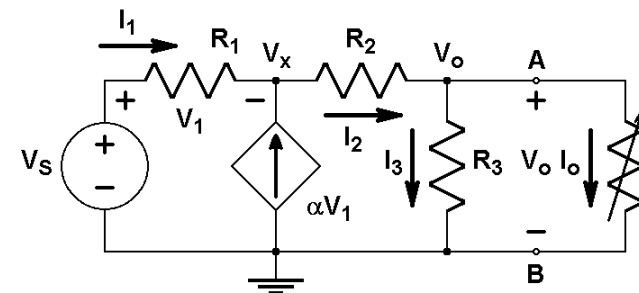 I1
R1 Vx R2 Vo A
+ − +
V1 I2
VS + − αV1 I3 R3 Vo Io
−
B